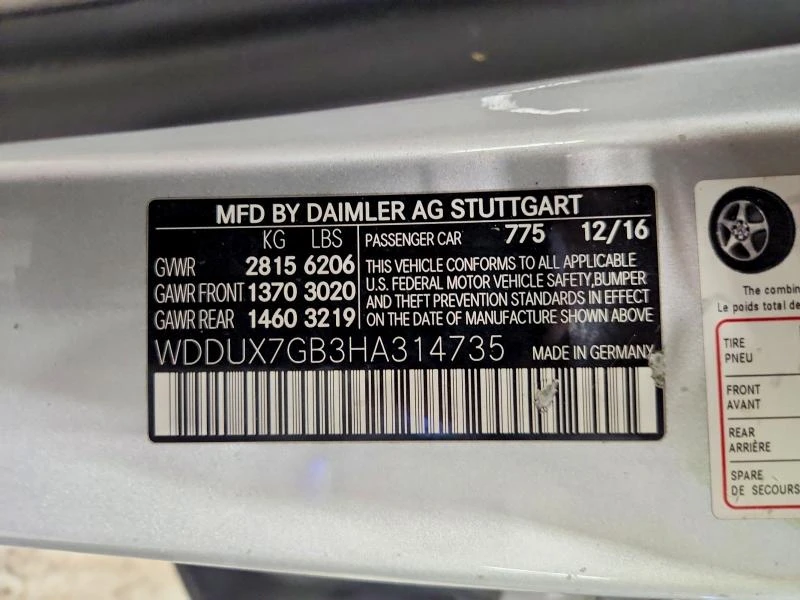 MFD BY DAIMLER AG STUTTGART
KG LBS
GVWR 2815 6206
GAWR FRONT 1370 3020
GAWR REAR 1460 3219
PASSENGER CAR 775 12/16
THIS VEHICLE CONFORMS TO ALL APPLICABLE
U.S. FEDERAL MOTOR VEHICLE SAFETY,BUMPER
AND THEFT PREVENTION STANDARDS IN EFFECT
ON DATE OF MANUFACTURE SHOWN ABOVE
WDDUX7GB3HA314735 MADE IN GERMANY
The combin
Le poids total de
TIRE
PNEU
FRONT
AVANT
REAR
ARRIÈRE
SPARE
DE SECOURS